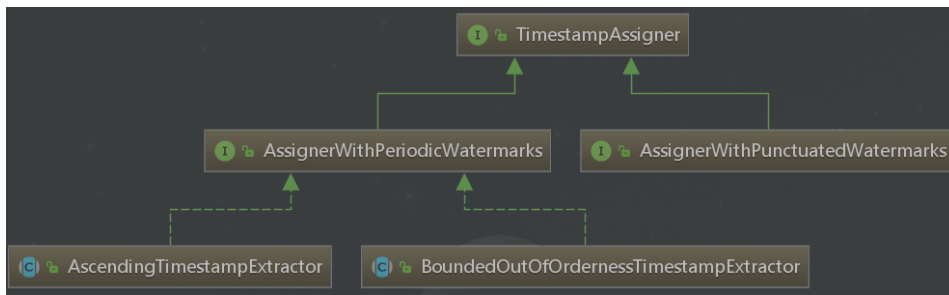 I TimestampAssigner
I AssignerWithPeriodicWatermarks
I AssignerWithPunctuatedWatermarks
C AscendingTimestampExtractor
C BoundedOutOfOrdernessTimestampExtractor